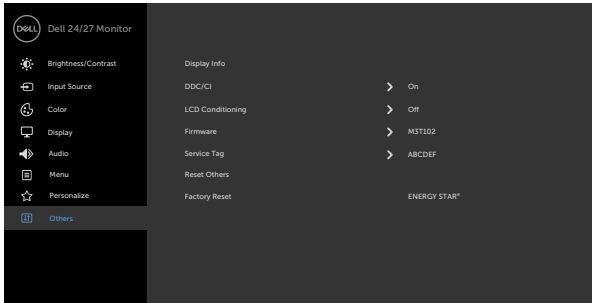 DELL Dell 24/27 Monitor
Brightness/Contrast Display Info
Input Source DDC/CI On
Color LCD Conditioning Off
Display Firmware M3T102
Audio Service Tag ABCDEF
Menu Reset Others
Personalize Factory Reset ENERGY STAR®
Others